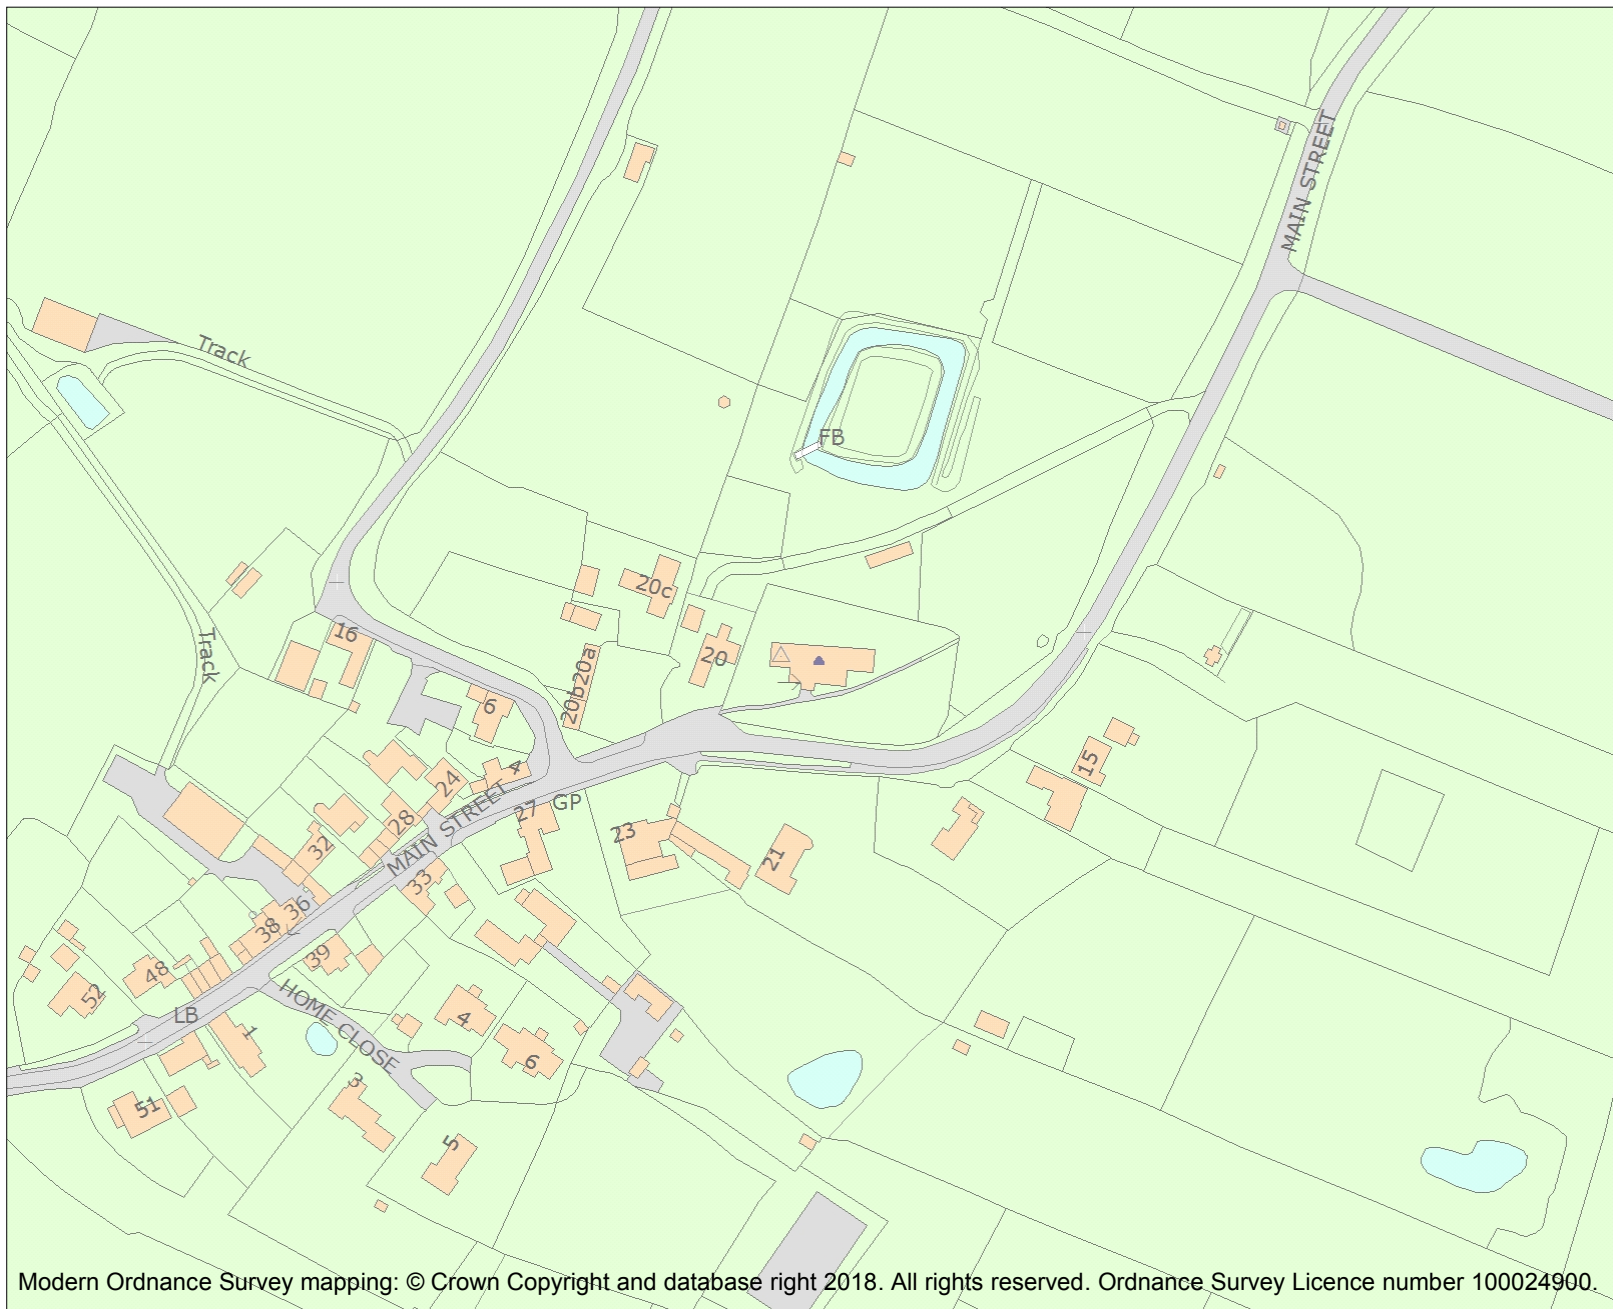 MAIN STREET
Track
FB
20c
16
Track
20
20b20a
6
4
15
24
GP
27
28
MAIN STREET
23
32
21
33
36
38
39
48
52
HOME CLOSE
LB
1
4
6
3
51
5
Modern Ordnance Survey mapping: © Crown Copyright and database right 2018. All rights reserved. Ordnance Survey Licence number 100024900.